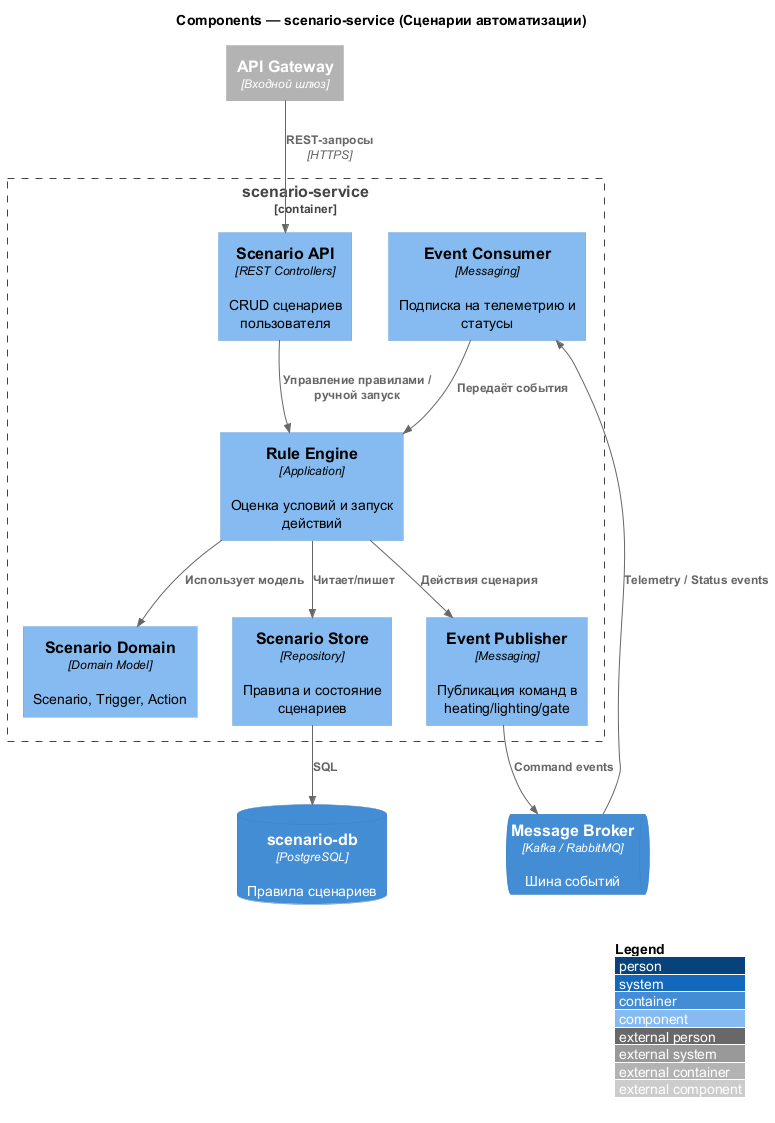 Components — scenario-service (Сценарии автоматизации)
API Gateway
[Входной шлюз]
REST-запросы
[HTTPS]
scenario-service
[container]
Scenario API
[REST Controllers]
CRUD сценариев
пользователя
Event Consumer
[Messaging]
Подписка на телеметрию и
статусы
Управление правилами /
ручной запуск
Передаёт события
Rule Engine
[Application]
Оценка условий и запуск
действий
Использует модель
Читает/пишет
Действия сценария
Telemetry / Status events
Scenario Domain
[Domain Model]
Scenario, Trigger, Action
Scenario Store
[Repository]
Правила и состояние
сценариев
Event Publisher
[Messaging]
Публикация команд в
heating/lighting/gate
SQL
Command events
scenario-db
[PostgreSQL]
Правила сценариев
Message Broker
[Kafka / RabbitMQ]
Шина событий
Legend
person
system
container
component
external person
external system
external container
external component